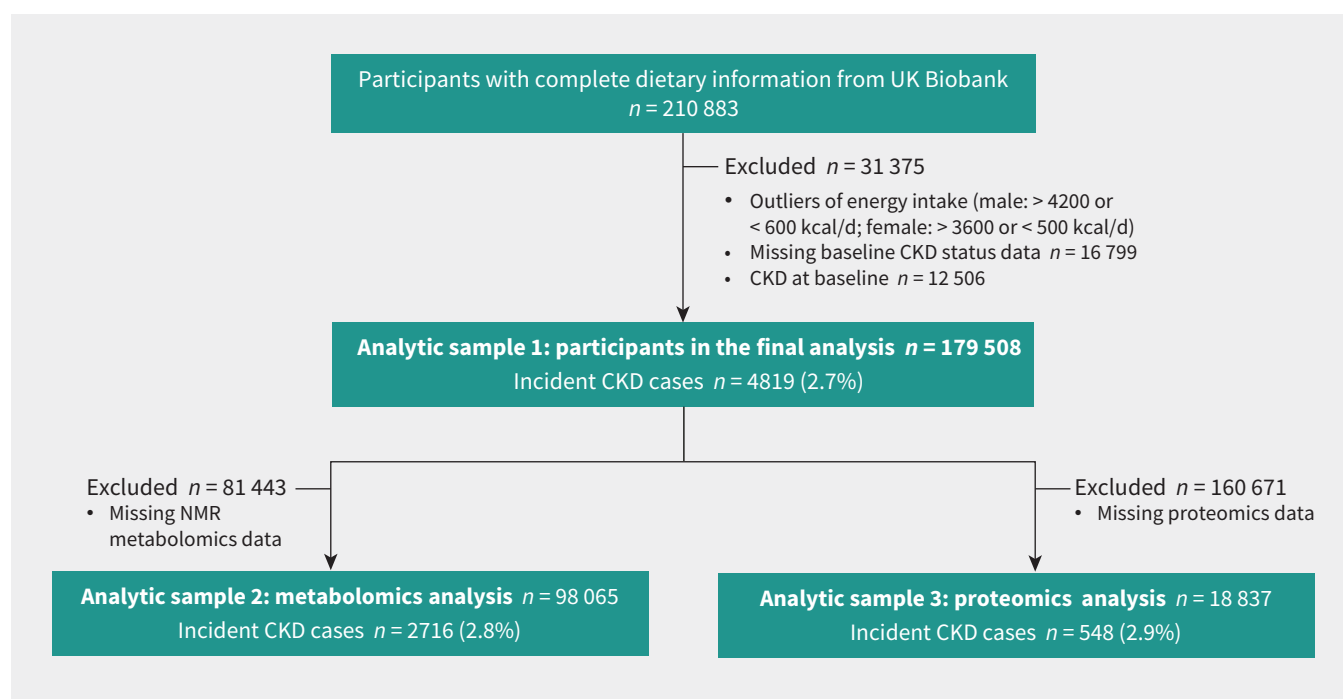 Participants with complete dietary information from UK Biobank
n = 210 883
Excluded n = 31 375
• Outliers of energy intake (male: > 4200 or
< 600 kcal/d; female: > 3600 or < 500 kcal/d)
• Missing baseline CKD status data n = 16 799
• CKD at baseline n = 12 506
Analytic sample 1: participants in the final analysis n = 179 508
Incident CKD cases n = 4819 (2.7%)
Excluded n = 81 443
• Missing NMR
metabolomics data
Excluded n = 160 671
• Missing proteomics data
Analytic sample 2: metabolomics analysis n = 98 065
Incident CKD cases n = 2716 (2.8%)
Analytic sample 3: proteomics analysis n = 18 837
Incident CKD cases n = 548 (2.9%)